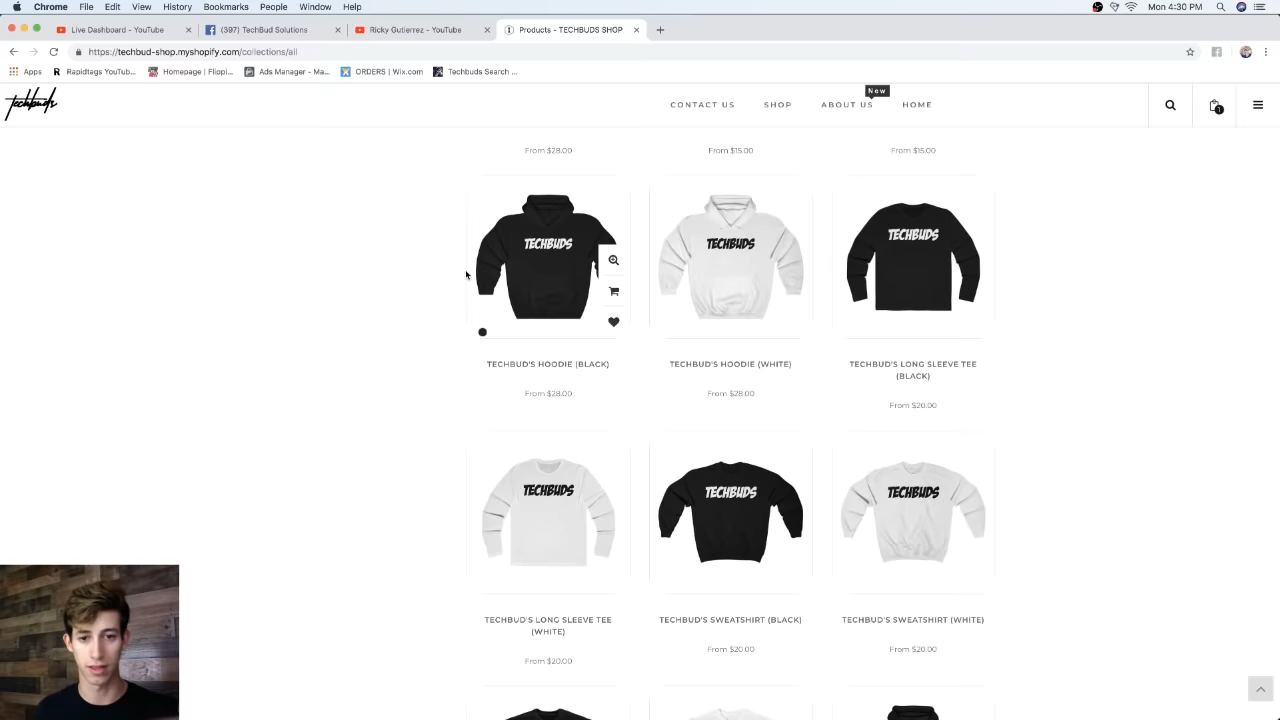 Chrome File Edit View History Bookmarks People Window Help Mon 4:30 PM
Live Dashboard - YouTube × (397) TechBud Solutions × Ricky Gutierrez - YouTube × Products - TECHBUDS SHOP × +
https://techbud-shop.myshopify.com/collections/all
Apps Rapidtags YouTub... Homepage | Flippi... Ads Manager - Ma... ORDERS | Wix.com Techbuds Search ...
New
techbuds CONTACT US SHOP ABOUT US HOME 1
From $28.00 From $15.00 From $15.00
TECHBUDS TECHBUDS TECHBUDS
TECHBUD'S HOODIE (BLACK) TECHBUD'S HOODIE (WHITE) TECHBUD'S LONG SLEEVE TEE
(BLACK)
From $28.00 From $28.00 From $20.00
TECHBUDS TECHBUDS TECHBUDS
TECHBUD'S LONG SLEEVE TEE TECHBUD'S SWEATSHIRT (BLACK) TECHBUD'S SWEATSHIRT (WHITE)
(WHITE)
From $20.00 From $20.00 From $20.00